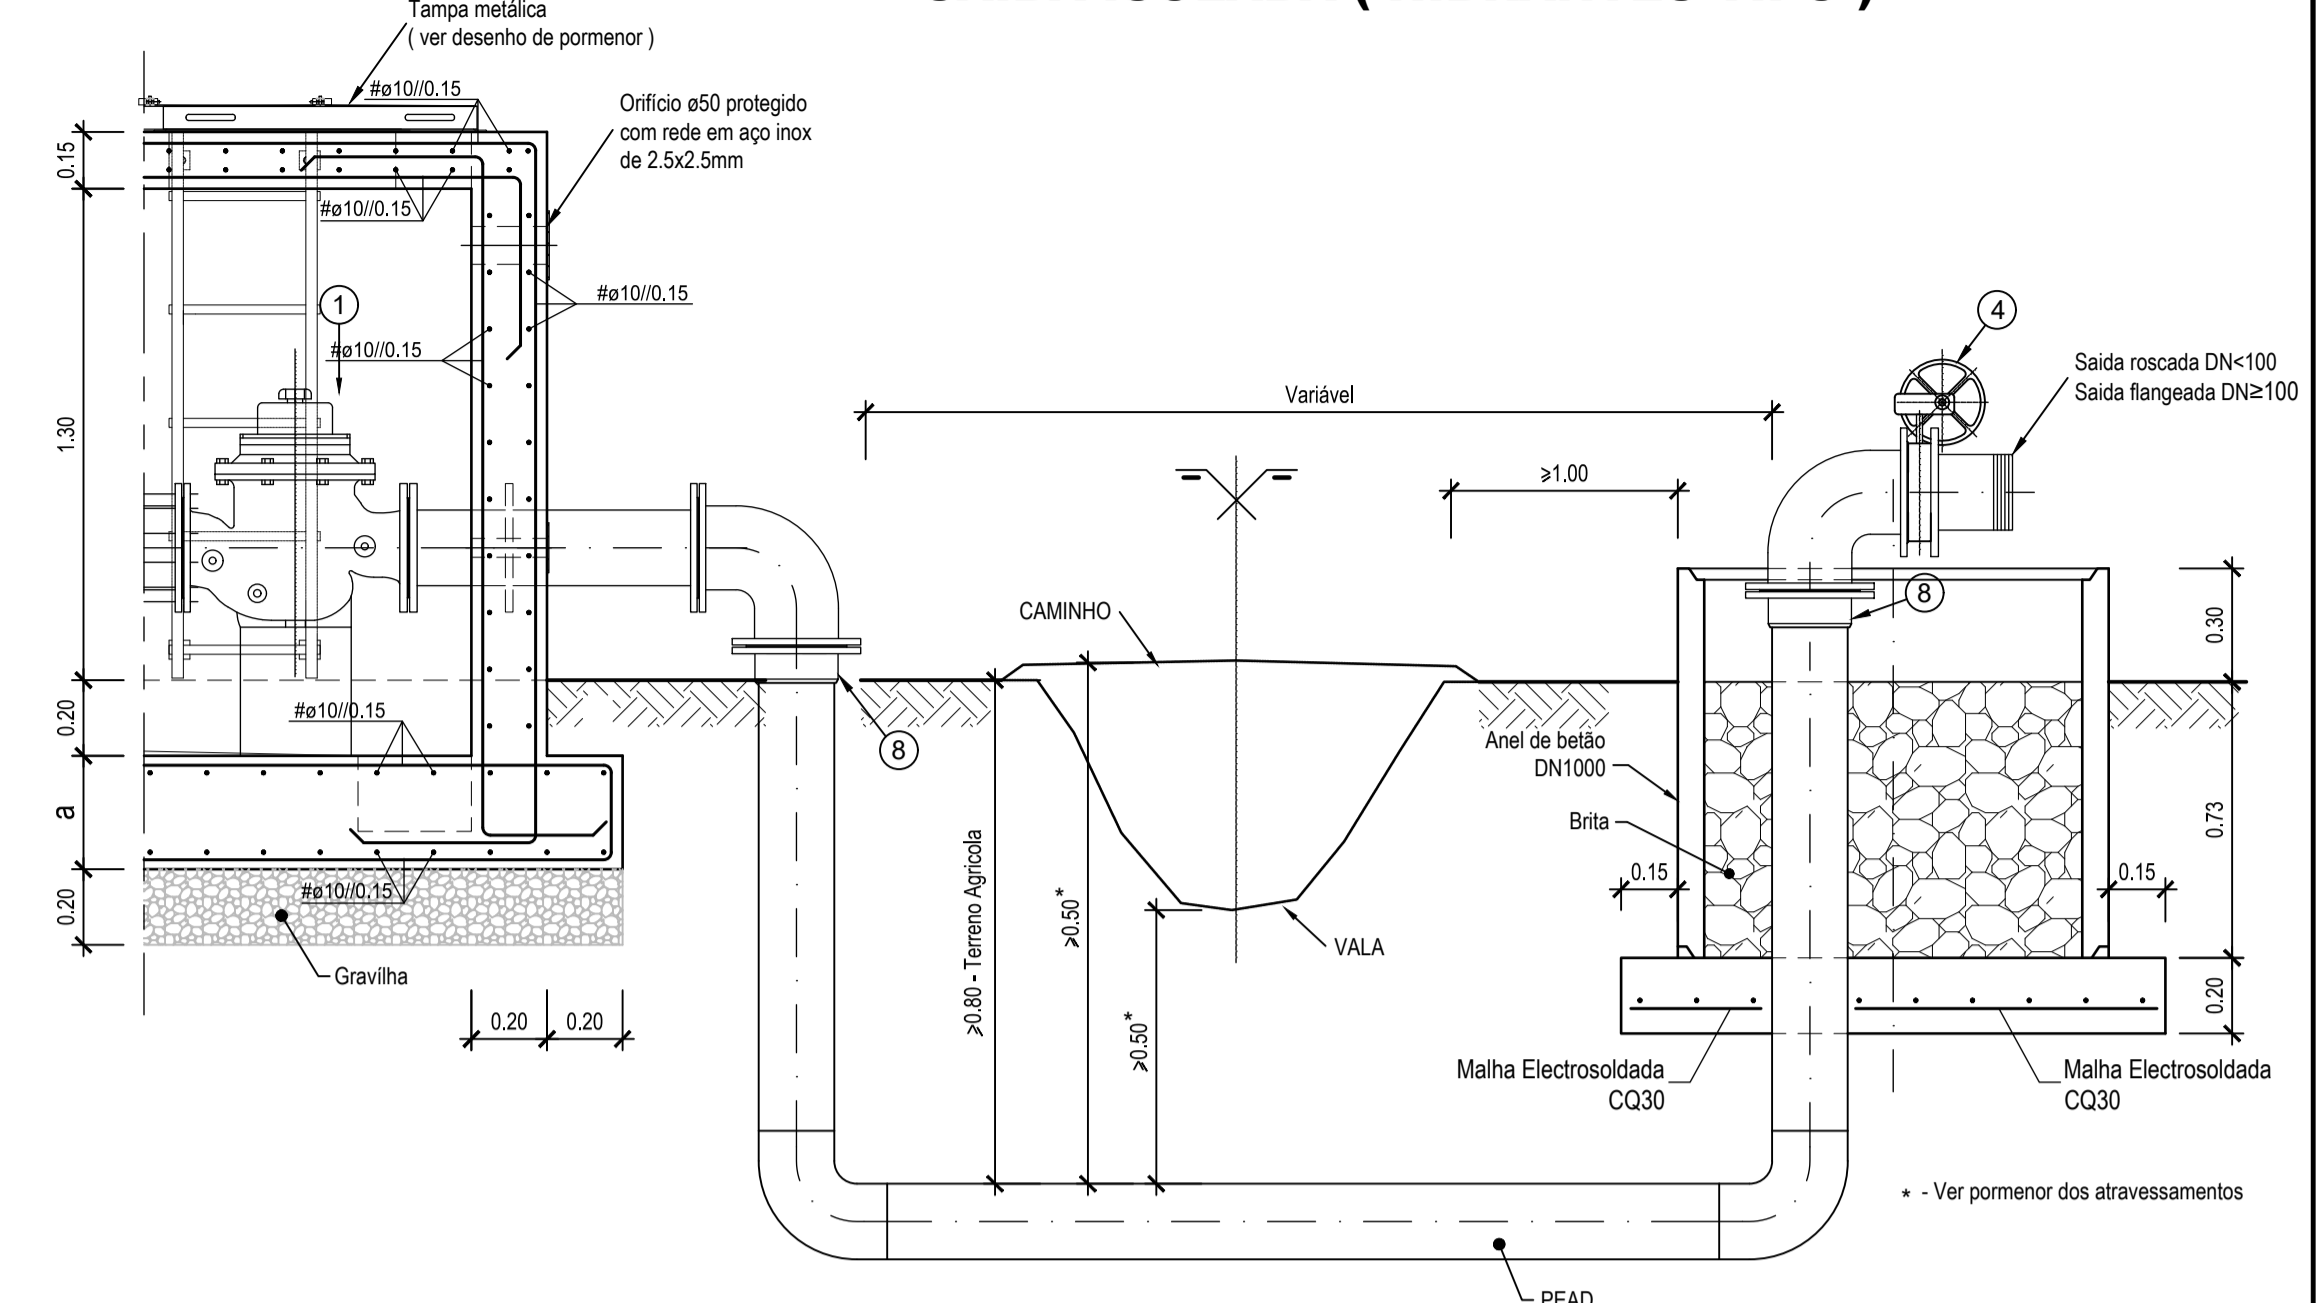 Tampa metálica
( ver desenho de pormenor )
#ø10//0.15
Orifício ø50 protegido
com rede em aço inox
de 2.5x2.5mm
0.15
#ø10//0.15
#ø10//0.15
1
#ø10//0.15
4
Saida roscada DN<100
Saida flangeada DN≥100
Variável
1.30
≥1.00
CAMINHO
8
0.30
0.20
#ø10//0.15
8
Anel de betão
DN1000
a
Brita
0.73
≥0.80 - Terreno Agrícola
≥0.50*
0.15
0.15
#ø10//0.15
0.20
VALA
Gravílha
0.20
0.20
≥0.50*
0.20
Malha Electrosoldada
CQ30
Malha Electrosoldada
CQ30
* - Ver pormenor dos atravessamentos
PEAD